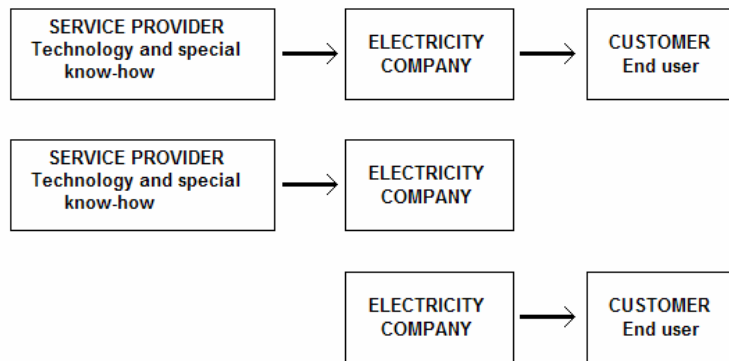 SERVICE PROVIDER
Technology and special
know-how
ELECTRICITY
COMPANY
CUSTOMER
End user
SERVICE PROVIDER
Technology and special
know-how
ELECTRICITY
COMPANY
ELECTRICITY
COMPANY
CUSTOMER
End user